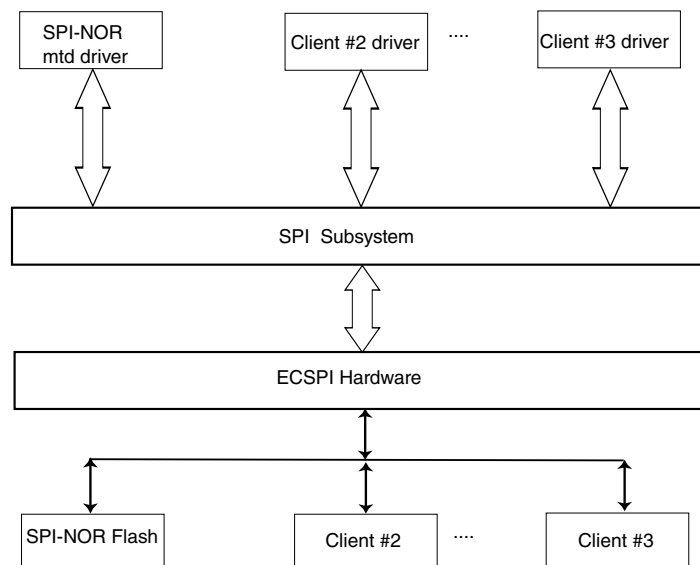 SPI-NOR
mtd driver
Client #2 driver
....
Client #3 driver
SPI Subsystem
ECSPI Hardware
SPI-NOR Flash
Client #2
....
Client #3